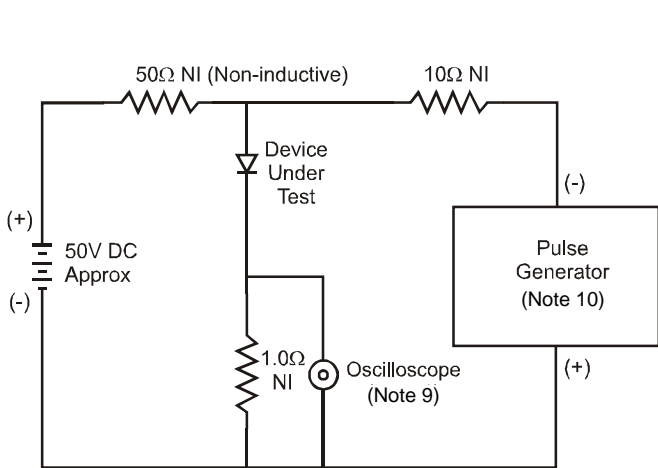 50Ω NI (Non-inductive)
10Ω NI
Device
Under
Test
(-)
(+)
50V DC
Approx
(-)
Pulse
Generator
(Note 10)
1.0Ω
NI
Oscilloscope
(Note 9)
(+)